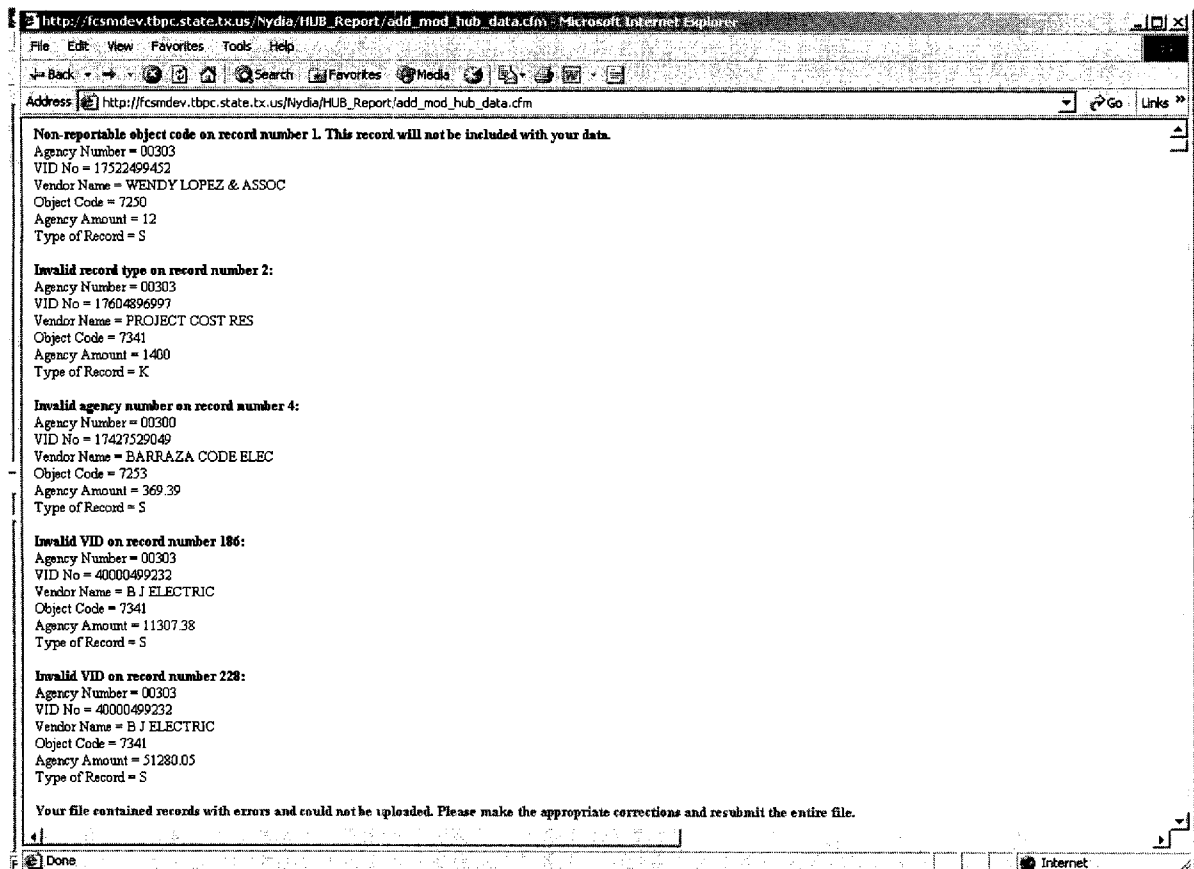 http://fcsmdev.tbpc.state.tx.us/Nydia/HUB_Report/add_mod_hub_data.cfm - Microsoft Internet Explorer
File Edit View Favorites Tools Help
Back Search Favorites Media
Address http://fcsmdev.tbpc.state.tx.us/Nydia/HUB_Report/add_mod_hub_data.cfm Go Links »
Non-reportable object code on record number 1. This record will not be included with your data.
Agency Number = 00303
VID No = 17522499452
Vendor Name = WENDY LOPEZ & ASSOC
Object Code = 7250
Agency Amount = 12
Type of Record = S
Invalid record type on record number 2:
Agency Number = 00303
VID No = 17604896997
Vendor Name = PROJECT COST RES
Object Code = 7341
Agency Amount = 1400
Type of Record = K
Invalid agency number on record number 4:
Agency Number = 00300
VID No = 17427529049
Vendor Name = BARRAZA CODE ELEC
Object Code = 7253
Agency Amount = 369.39
Type of Record = S
Invalid VID on record number 186:
Agency Number = 00303
VID No = 40000499232
Vendor Name = B J ELECTRIC
Object Code = 7341
Agency Amount = 11307.38
Type of Record = S
Invalid VID on record number 228:
Agency Number = 00303
VID No = 40000499232
Vendor Name = B J ELECTRIC
Object Code = 7341
Agency Amount = 51280.05
Type of Record = S
Your file contained records with errors and could not be uploaded. Please make the appropriate corrections and resubmit the entire file.
Done Internet